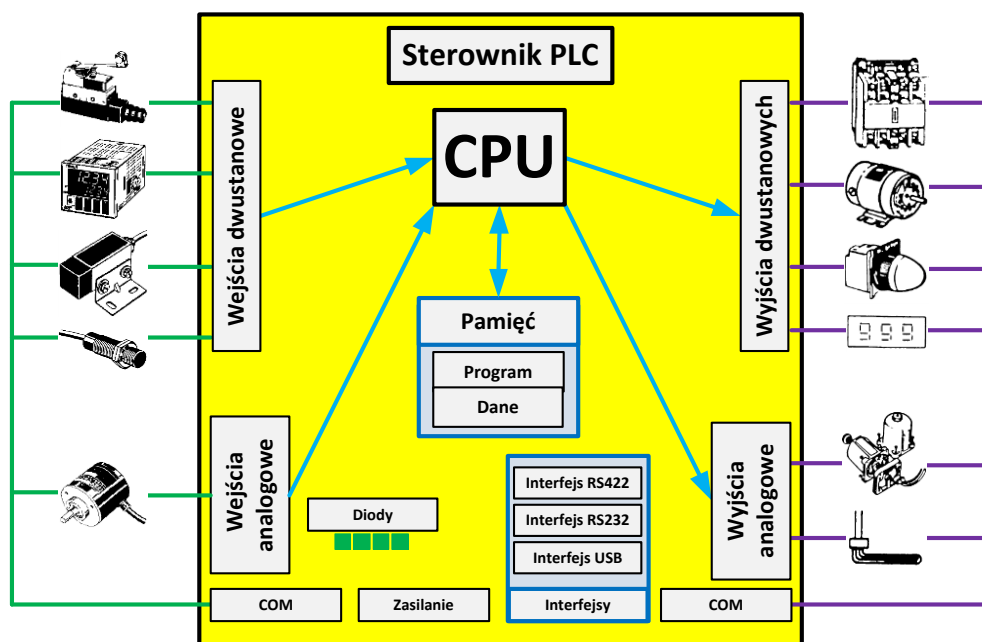 Sterownik PLC
Wejścia dwustanowe
CPU
Wyjścia dwustanowych
Pamięć
Program
Dane
999
Wejścia
analogowe
Diody
Interfejs RS422
Interfejs RS232
Interfejs USB
Interfejsy
Wyjścia
analogowe
COM
Zasilanie
COM